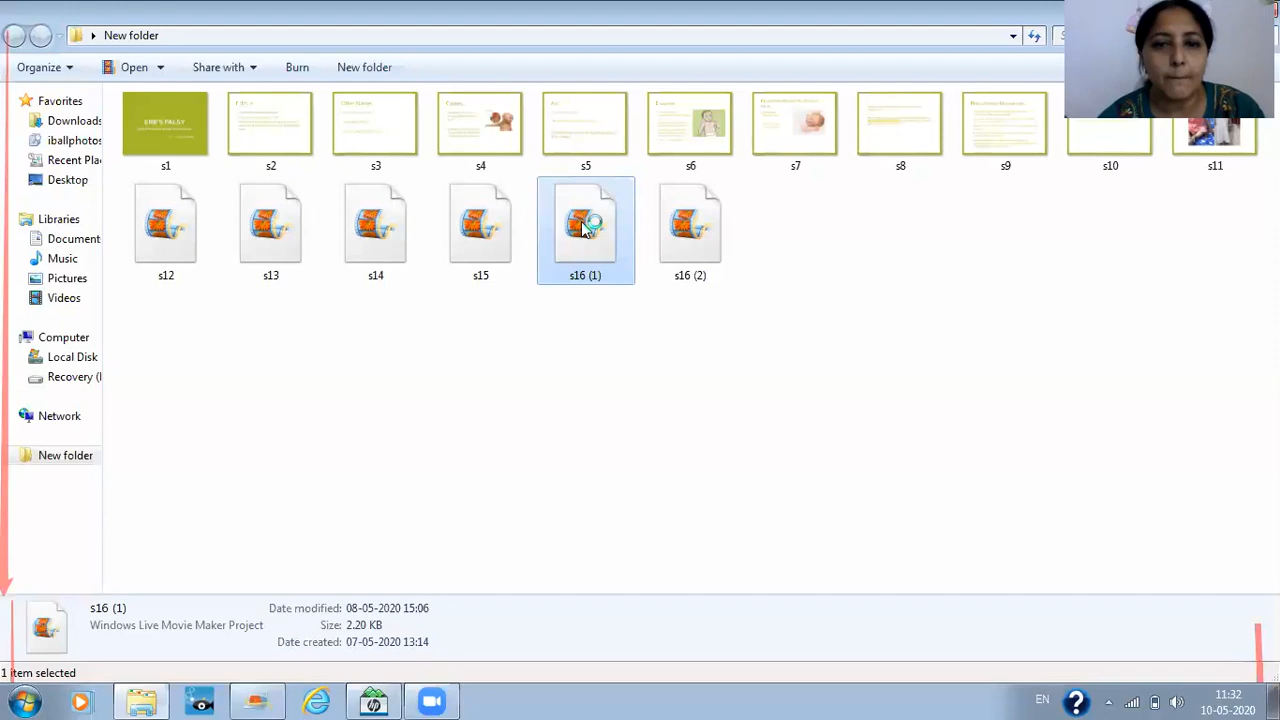 New folder
Organize
Open
Share with
Burn
New folder
Favorites
Downloads
iballphotos
Recent Pla
Desktop
Libraries
Document
Music
Pictures
Videos
Computer
Local Disk
Recovery (
Network
New folder
ERB'S PALSY
s1
s2
s3
s4
s5
s6
s7
s8
s9
s10
s11
s12
s13
s14
s15
s16 (1)
s16 (2)
s16 (1)
Windows Live Movie Maker Project
Date modified: 08-05-2020 15:06
Size: 2.20 KB
Date created: 07-05-2020 13:14
1 item selected
EN
11:32
10-05-2020